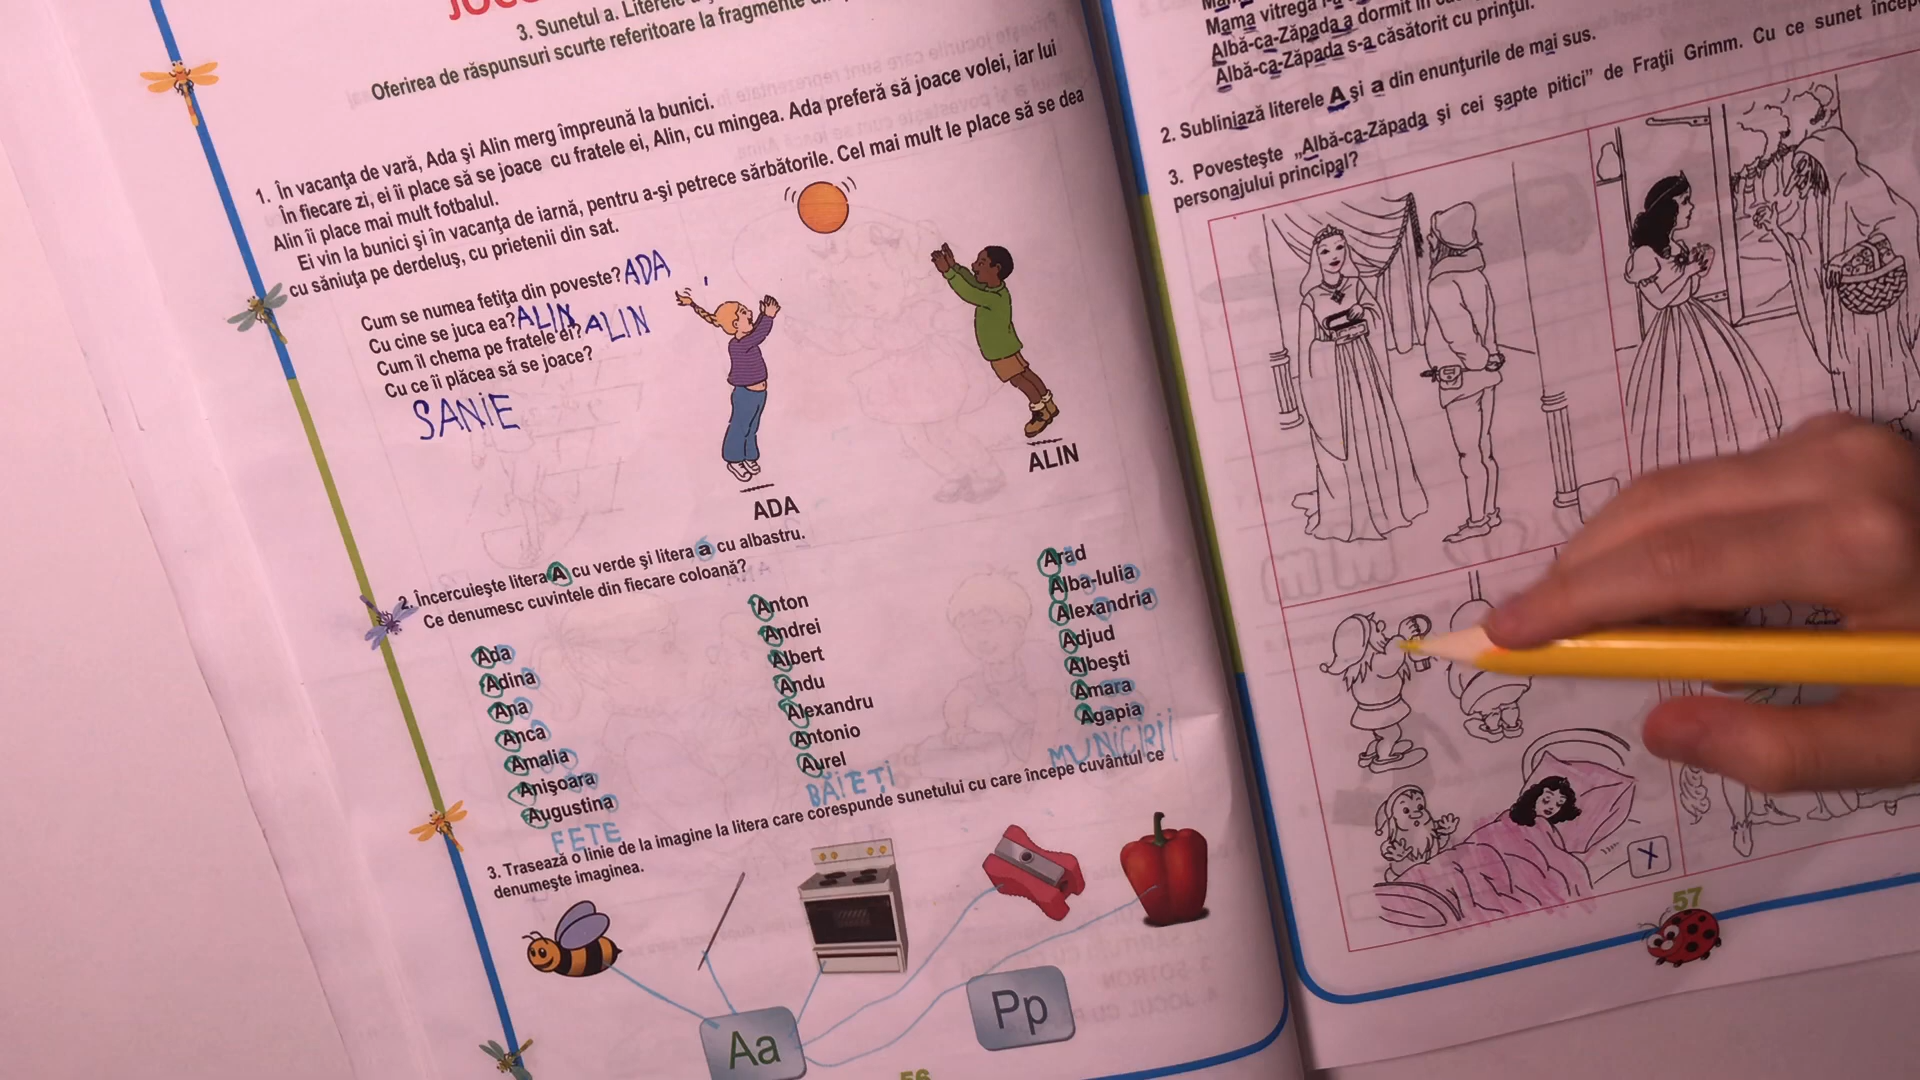 3. Sunetul a. Literele
Oferirea de răspunsuri scurte referitoare la fragmente
1. În vacanţa de vară, Ada şi Alin merg împreună la bunici.
În fiecare zi, ei îi place să se joace cu fratele ei, Alin, cu mingea. Ada preferă să joace volei, iar lui
Alin îi place mai mult fotbalul.
Ei vin la bunici şi în vacanţa de iarnă, pentru a-şi petrece sărbătorile. Cel mai mult le place să se dea
cu săniuţa pe derdeluş, cu prietenii din sat.
Cum se numea fetiţa din poveste? ADA
Cu cine se juca ea? ALIN
Cum îl chema pe fratele ei? ALIN
Cu ce îi plăcea să se joace?
SANIE
ADA
ALIN
2. Încercuieşte litera A cu verde şi litera a cu albastru.
Ce denumesc cuvintele din fiecare coloană?
Ada
Adina
Ana
Anca
Amalia
Anişoara
Augustina
FETE
Anton
Andrei
Albert
Andu
Alexandru
Antonio
Aurel
BĂIEŢI
Arad
Alba-Iulia
Alexandria
Adjud
Albeşti
Amara
Agapia
3. Trasează o linie de la imagine la litera care corespunde sunetului cu care începe cuvântul ce
denumeşte imaginea.
Aa
Pp
56
Mama vitregă
a dormit în
Albă-ca-Zăpada
Albă-ca-Zăpada s-a căsătorit cu prinţul.
2. Subliniază literele A şi a din enunţurile de mai sus.
3. Povesteşte „Albă-ca-Zăpada şi cei şapte pitici” de Fraţii Grimm. Cu ce sunet
personajului principal?
X
57